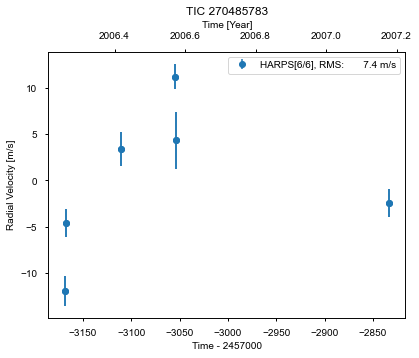 TIC 270485783
Time [Year]
2006.4 2006.6 2006.8 2007.0 2007.2
HARPS[6/6], RMS: 7.4 m/s
10
5
0
−5
−10
Radial Velocity [m/s]
−3150 −3100 −3050 −3000 −2950 −2900 −2850
Time - 2457000